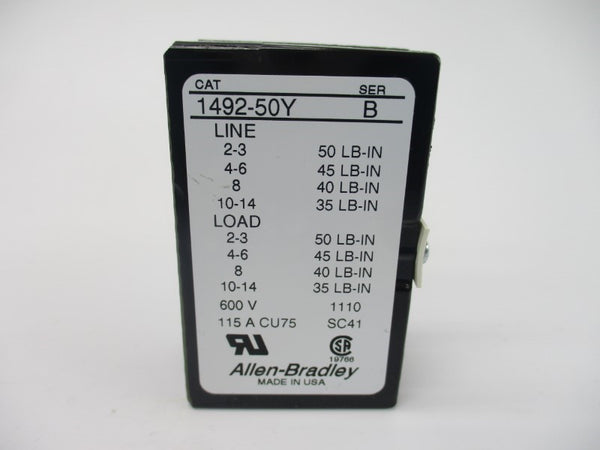 CAT SER
1492-50Y B
LINE
2-3 50 LB-IN
4-6 45 LB-IN
8 40 LB-IN
10-14 35 LB-IN
LOAD
2-3 50 LB-IN
4-6 45 LB-IN
8 40 LB-IN
10-14 35 LB-IN
600 V 1110
115 A CU75 SC41
RU SA
19766
Allen-Bradley
MADE IN USA